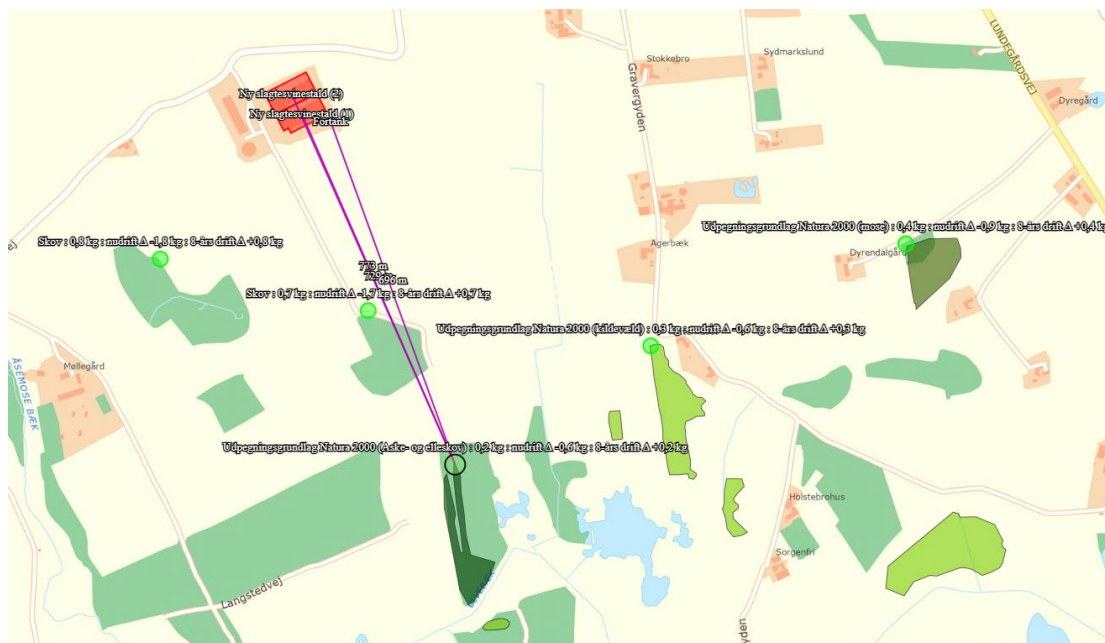 LUNDEGÅRDSVEJ
Stokkebro
Sydmarkslund
Gravergyden
Dyregård
Ny slagtesvinestald (2)
Ny slagtesvinestald (1)
Fortank
Udpegningsgrundlag Natura 2000 (mose) : 0,4 kg : nudrift Δ -0,9 kg : 8-års drift Δ +0,4 kg
Skov : 0,8 kg : nudrift Δ -1,8 kg : 8-års drift Δ +0,8 kg
Agerbæk
Dyrendalgård
773 m
729
696 m
Skov : 0,7 kg : nudrift Δ -1,7 kg : 8-års drift Δ +0,7 kg
Udpegningsgrundlag Natura 2000 (kildevæld) : 0,3 kg : nudrift Δ -0,6 kg : 8-års drift Δ +0,3 kg
Møllegård
ÅSEMOSE BÆK
Udpegningsgrundlag Natura 2000 (Aske- og elleskov) : 0,2 kg : nudrift Δ -0,6 kg : 8-års drift Δ +0,2 kg
Holstebrohus
Sorgenfri
Langstedvej
yden